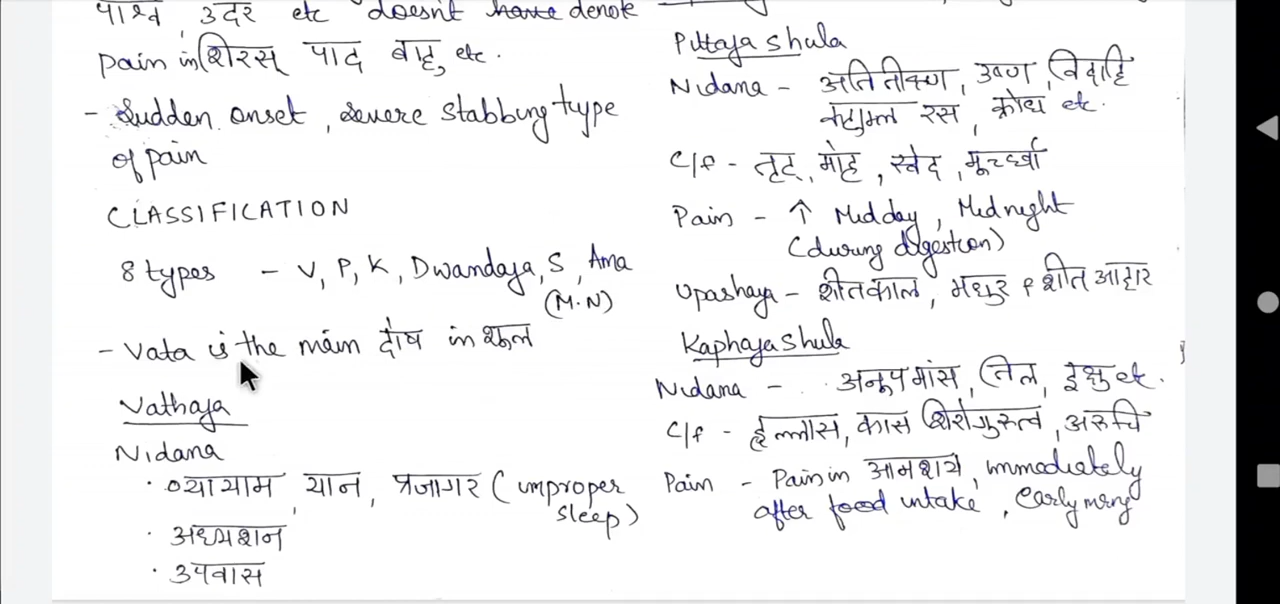 पार्श्व, उदर etc doesn't have denote
pain in शिरस् पाद बाहु, etc.
- Sudden onset, severe stabbing type
of pain
CLASSIFICATION
8 types - V, P, K, Dwandaja, S, Ama
(M.N)
- Vata is the main दोष in शूल
Vathaja
Nidana
· व्यायाम, यान, प्रजागर (improper
sleep)
· अध्यशन
· उपवास
Pittaja shula
Nidana - अतितीक्ष्ण, उष्ण, विदाहि
कट्वम्ल रस, क्रोध etc.
C/f - तृट्, मोह, स्वेद, मूर्च्छा
Pain - ↑ Midday, Midnight
(during digestion)
Upashaya - शीतकाल, मधुर & शीत आहार
Kaphaja shula
Nidana - अनूपमांस, तिल, इक्षु etc.
C/f - हृल्लास, कास शिरोगुरुत्व, अरुचि
Pain - Pain in आमाशये, immediately
after food intake, Early mrng